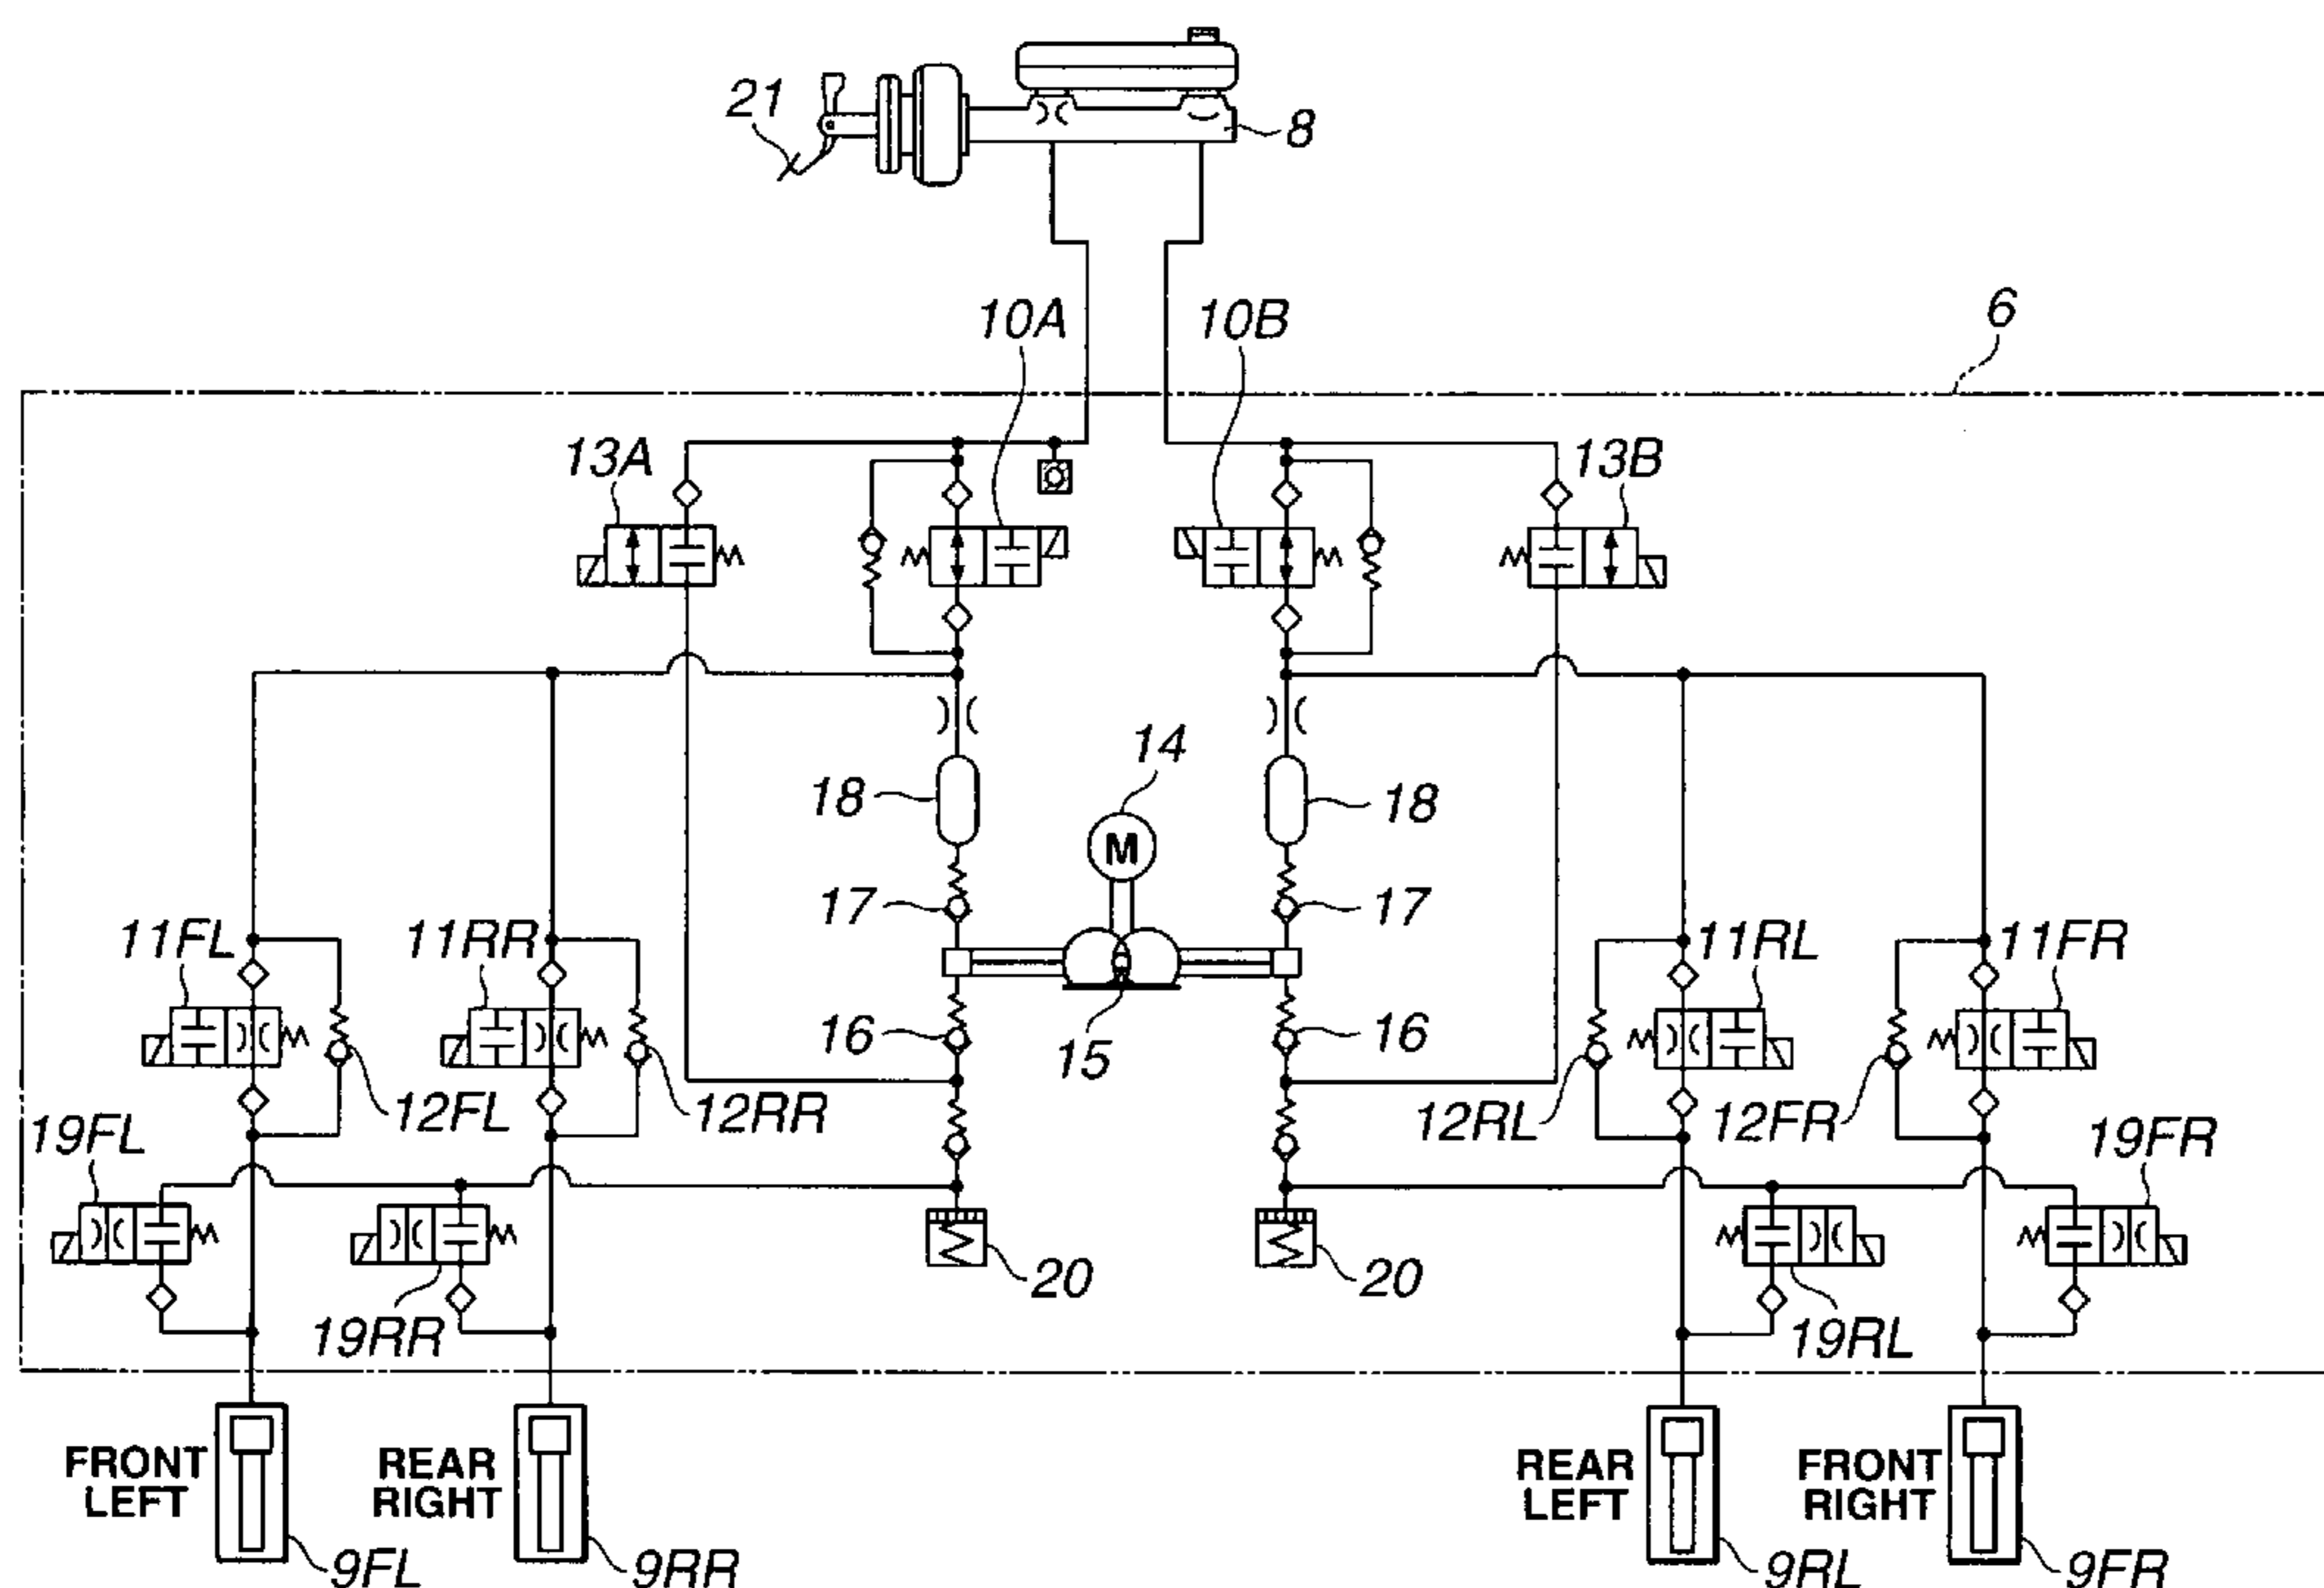 21
8
10A
10B
6
13A
13B
14
18
18
M
17
17
11FL
11RR
11RL
11FR
16
15
16
12FL
12RR
12RL
12FR
19FL
19FR
20
20
19RR
19RL
FRONT
LEFT
REAR
RIGHT
REAR
LEFT
FRONT
RIGHT
9FL
9RR
9RL
9FR